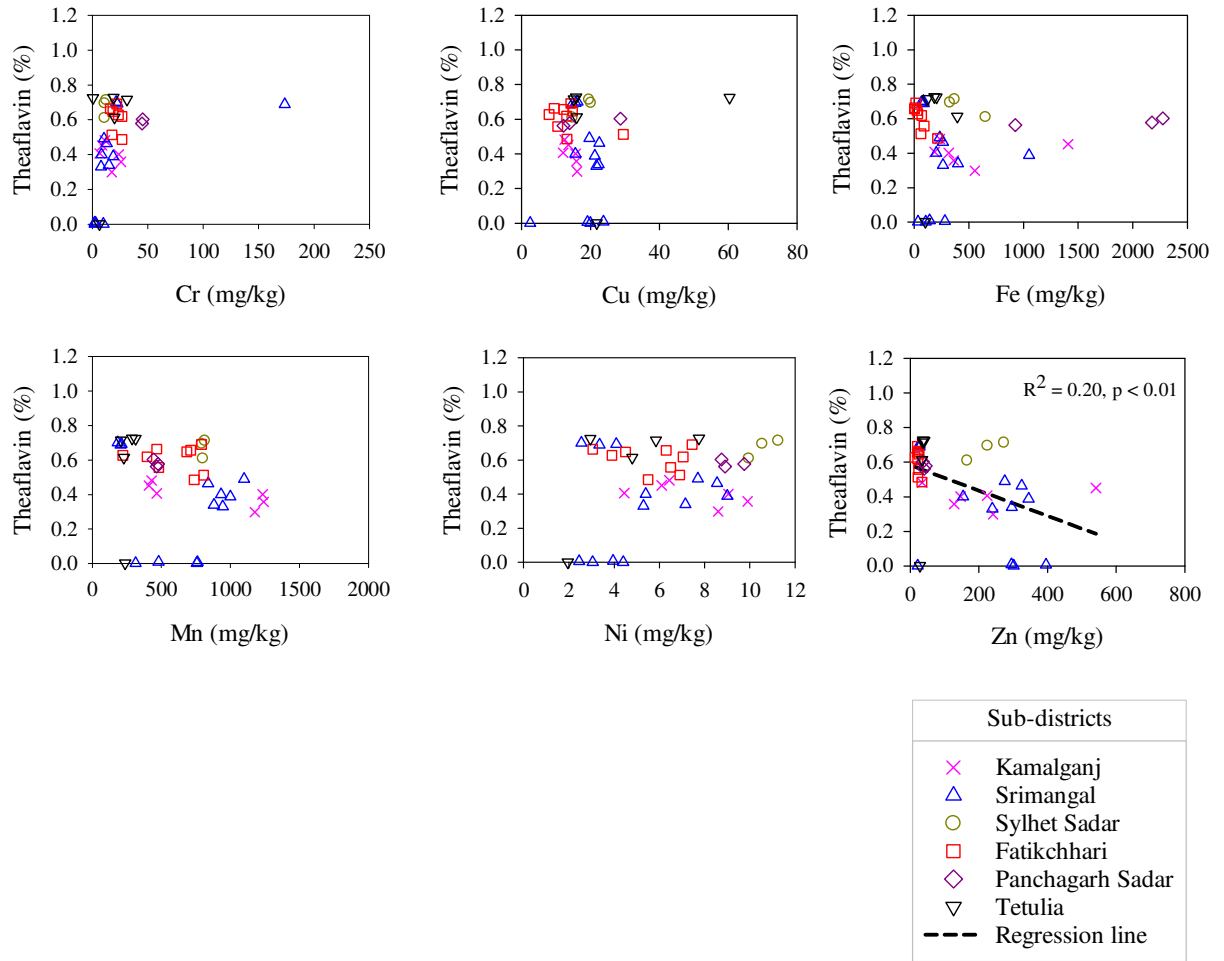 Theaflavin (%)
1.2
1.0
0.8
0.6
0.4
0.2
0.0
0 50 100 150 200 250
Cr (mg/kg)
Theaflavin (%)
1.2
1.0
0.8
0.6
0.4
0.2
0.0
0 20 40 60 80
Cu (mg/kg)
Theaflavin (%)
1.2
1.0
0.8
0.6
0.4
0.2
0.0
0 500 1000 1500 2000 2500
Fe (mg/kg)
Theaflavin (%)
1.2
1.0
0.8
0.6
0.4
0.2
0.0
0 500 1000 1500 2000
Mn (mg/kg)
Theaflavin (%)
1.2
1.0
0.8
0.6
0.4
0.2
0.0
0 2 4 6 8 10 12
Ni (mg/kg)
Theaflavin (%)
1.2
1.0
0.8
0.6
0.4
0.2
0.0
R² = 0.20, p < 0.01
0 200 400 600 800
Zn (mg/kg)
Sub-districts
Kamalganj
Srimangal
Sylhet Sadar
Fatikchhari
Panchagarh Sadar
Tetulia
Regression line